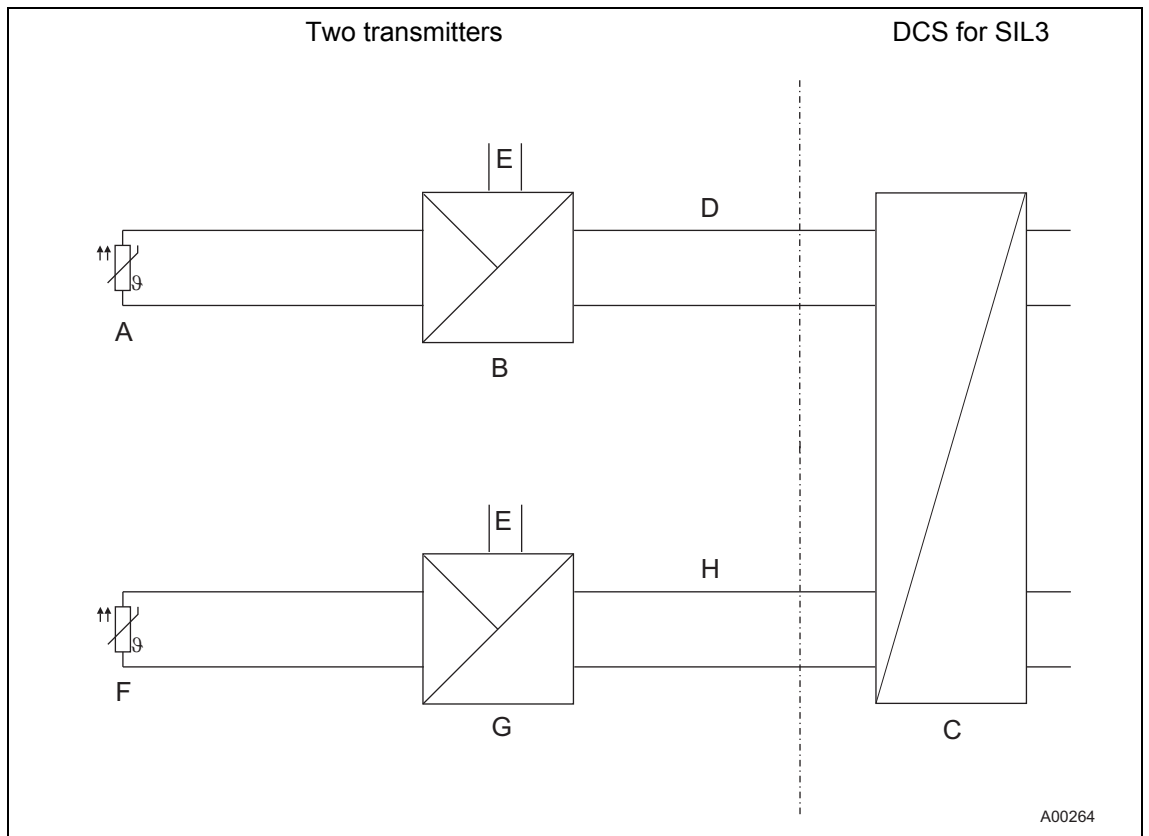 Two transmitters
DCS for SIL3
E
D
ϑ
A
B
E
H
ϑ
F
G
C
A00264